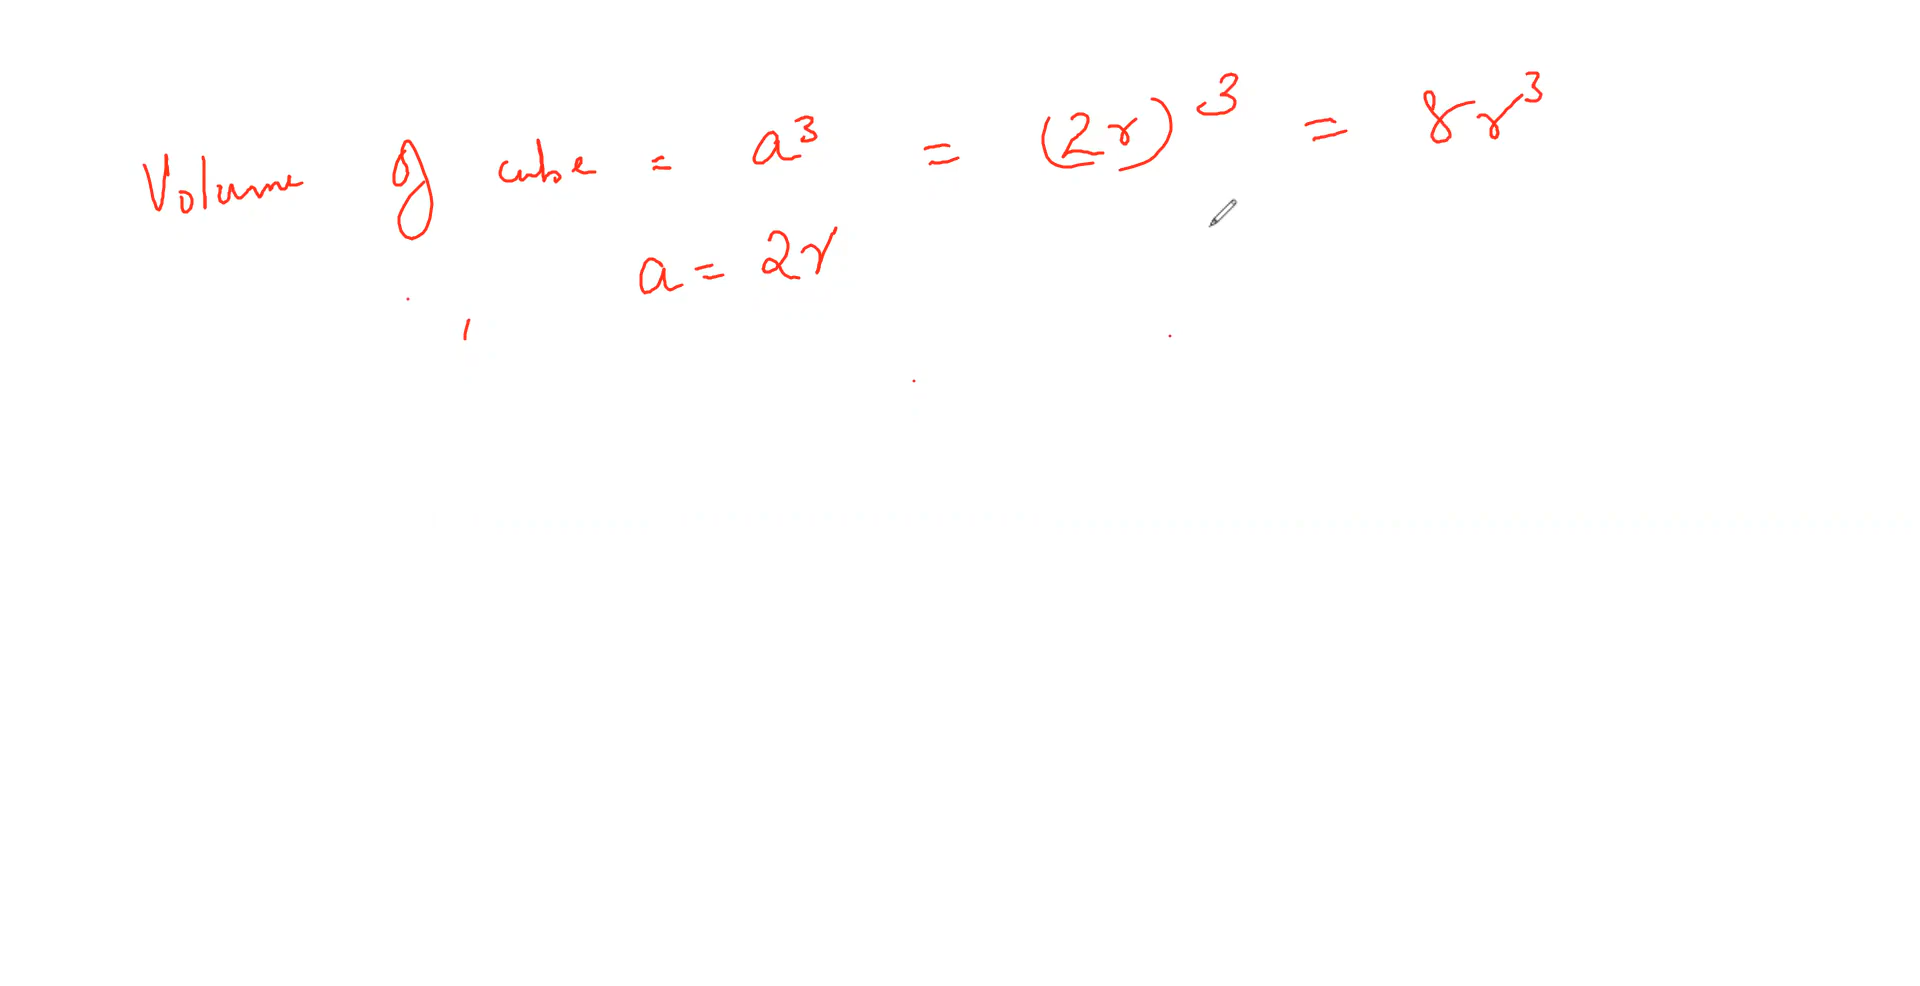 Volume of cube = a³ = (2r)³ = 8r³
a = 2r